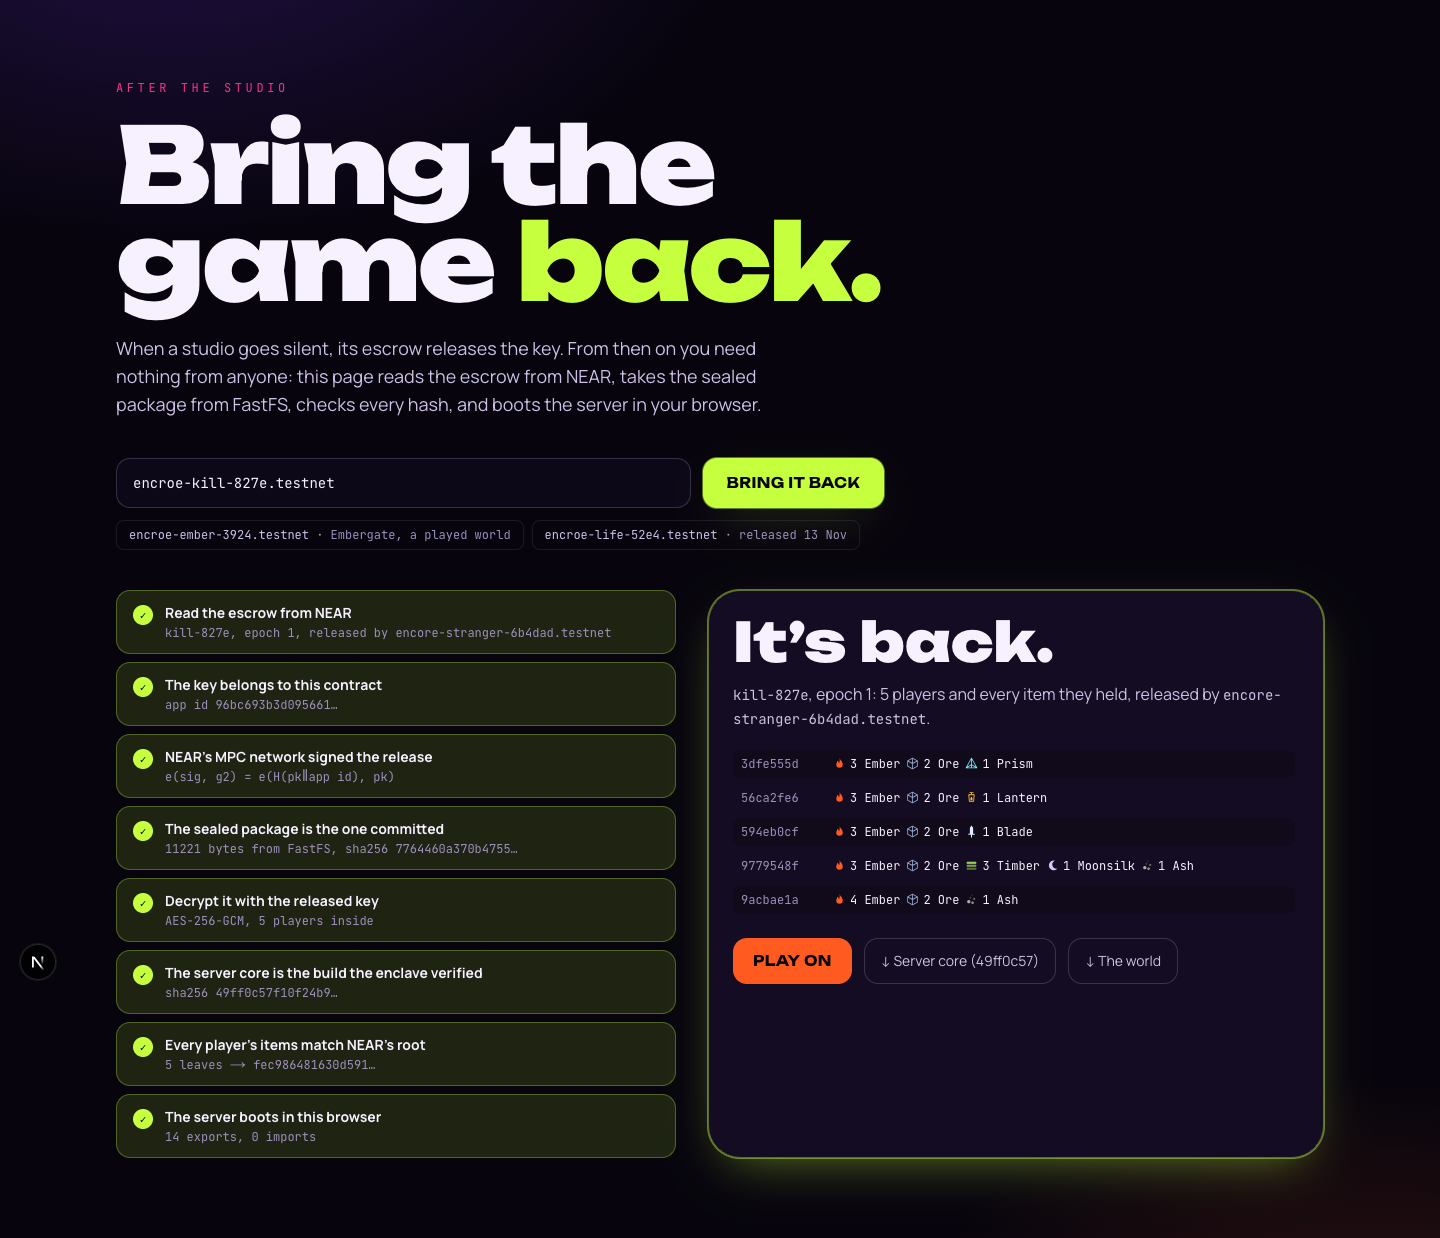 AFTER THE STUDIO
Bring the
game back.
When a studio goes silent, its escrow releases the key. From then on you need
nothing from anyone: this page reads the escrow from NEAR, takes the sealed
package from FastFS, checks every hash, and boots the server in your browser.
encroe-kill-827e.testnet
BRING IT BACK
encroe-ember-3924.testnet · Embergate, a played world
encroe-life-52e4.testnet · released 13 Nov
✓ Read the escrow from NEAR
kill-827e, epoch 1, released by encore-stranger-6b4dad.testnet
✓ The key belongs to this contract
app id 96bc693b3d095661…
✓ NEAR's MPC network signed the release
e(sig, g2) = e(H(pk‖app id), pk)
✓ The sealed package is the one committed
11221 bytes from FastFS, sha256 7764460a370b4755…
✓ Decrypt it with the released key
AES-256-GCM, 5 players inside
✓ The server core is the build the enclave verified
sha256 49ff0c57f10f24b9…
✓ Every player's items match NEAR's root
5 leaves ⟶ fec986481630d591…
✓ The server boots in this browser
14 exports, 0 imports
It's back.
kill-827e, epoch 1: 5 players and every item they held, released by encore-
stranger-6b4dad.testnet.
3dfe555d 3 Ember 2 Ore 1 Prism
56ca2fe6 3 Ember 2 Ore 1 Lantern
594eb0cf 3 Ember 2 Ore 1 Blade
9779548f 3 Ember 2 Ore 3 Timber 1 Moonsilk 1 Ash
9acbae1a 4 Ember 2 Ore 1 Ash
PLAY ON
↓ Server core (49ff0c57)
↓ The world
N